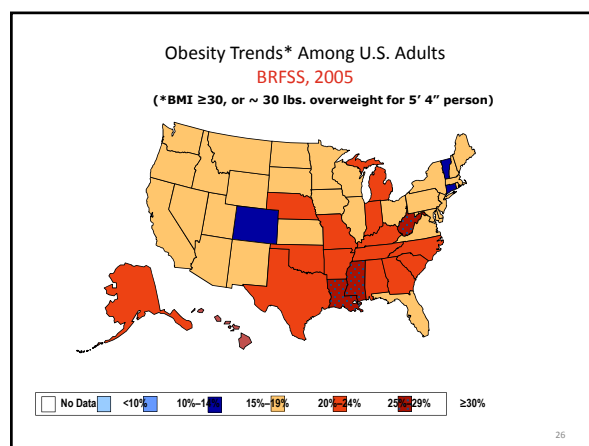 Obesity Trends* Among U.S. Adults
BRFSS, 2005
(*BMI ≥30, or ~ 30 lbs. overweight for 5' 4" person)
No Data <10% 10%–14% 15%–19% 20%–24% 25%–29% ≥30%
26